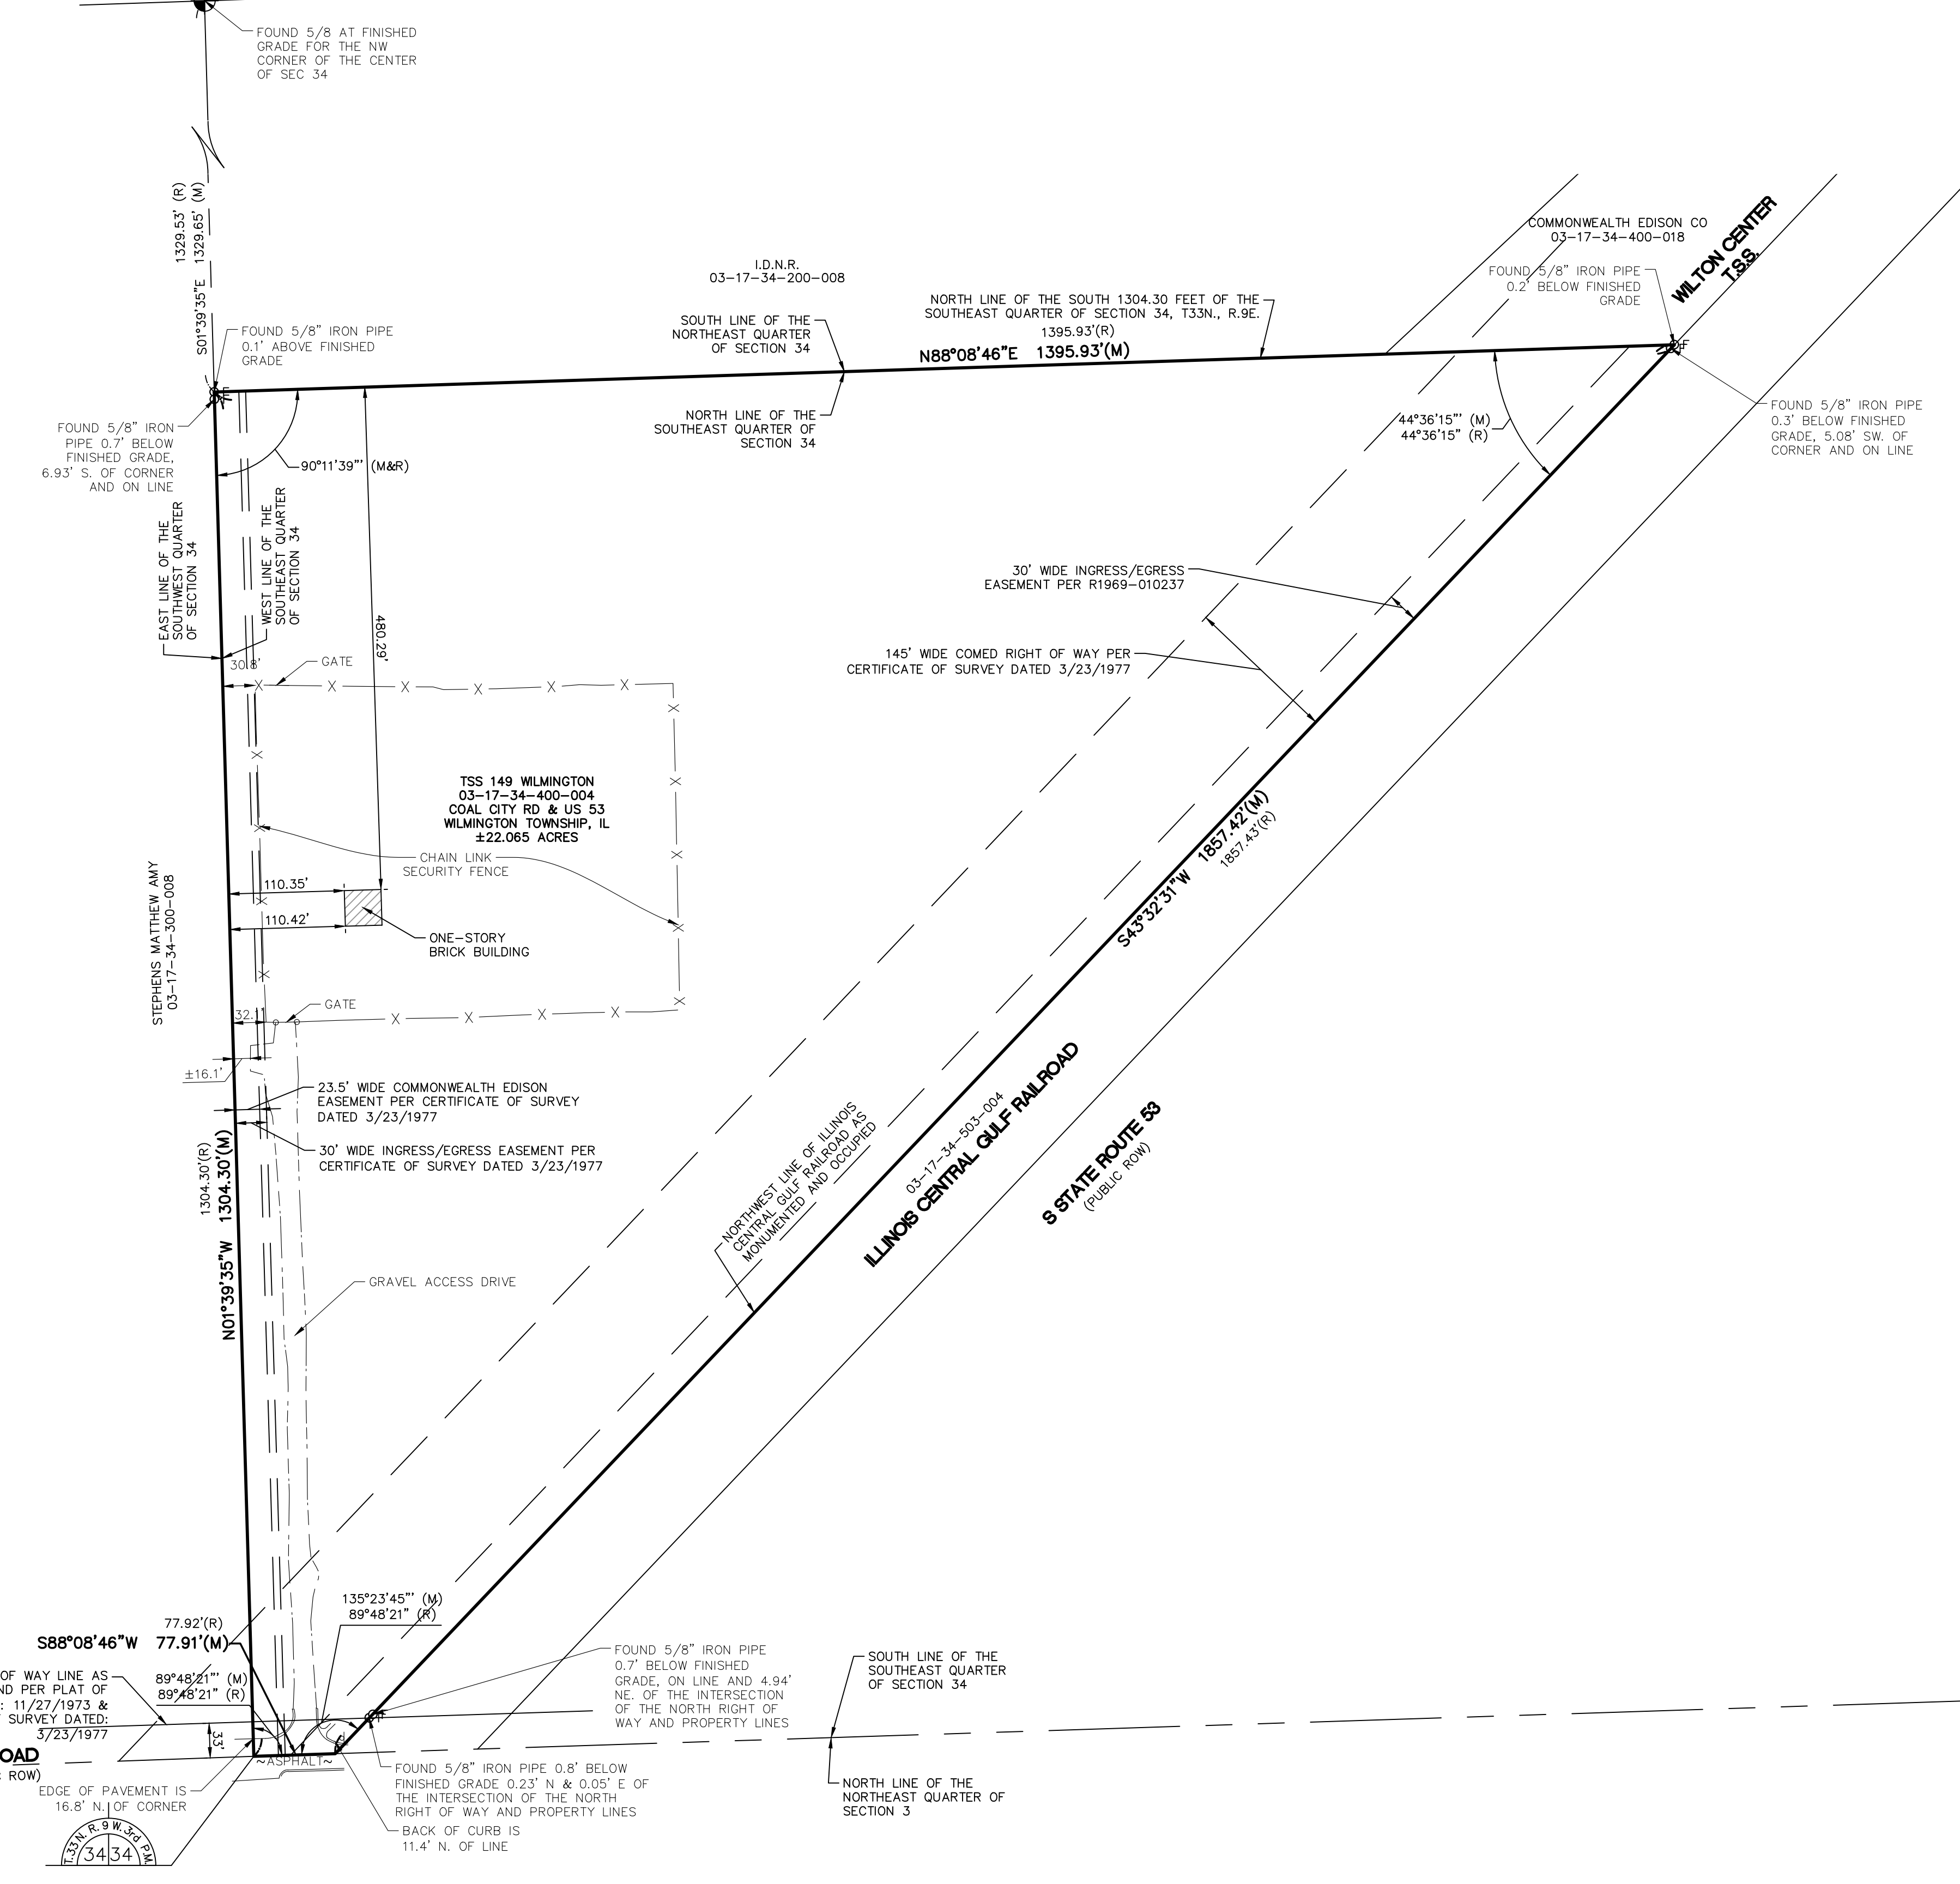 FOUND 5/8 AT FINISHED
GRADE FOR THE NW
CORNER OF THE CENTER
OF SEC 34
1329.53' (R)
S01°39'35"E 1329.65' (M)
FOUND 5/8" IRON PIPE
0.1' ABOVE FINISHED
GRADE
I.D.N.R.
03-17-34-200-008
SOUTH LINE OF THE
NORTHEAST QUARTER
OF SECTION 34
NORTH LINE OF THE SOUTH 1304.30 FEET OF THE
SOUTHEAST QUARTER OF SECTION 34, T33N., R.9E.
1395.93'(R)
N88°08'46"E 1395.93'(M)
COMMONWEALTH EDISON CO
03-17-34-400-018
FOUND 5/8" IRON PIPE
0.2' BELOW FINISHED
GRADE
WILTON CENTER
T.S.S.
FOUND 5/8" IRON
PIPE 0.7' BELOW
FINISHED GRADE,
6.93' S. OF CORNER
AND ON LINE
90°11'39"' (M&R)
NORTH LINE OF THE
SOUTHEAST QUARTER OF
SECTION 34
44°36'15"' (M)
44°36'15" (R)
FOUND 5/8" IRON PIPE
0.3' BELOW FINISHED
GRADE, 5.08' SW. OF
CORNER AND ON LINE
EAST LINE OF THE
SOUTHWEST QUARTER
OF SECTION 34
WEST LINE OF THE
SOUTHEAST QUARTER
OF SECTION 34
480.29'
30.8'
GATE
30' WIDE INGRESS/EGRESS
EASEMENT PER R1969-010237
145' WIDE COMED RIGHT OF WAY PER
CERTIFICATE OF SURVEY DATED 3/23/1977
TSS 149 WILMINGTON
03-17-34-400-004
COAL CITY RD & US 53
WILMINGTON TOWNSHIP, IL
±22.065 ACRES
CHAIN LINK
SECURITY FENCE
S43°32'31"W 1857.42'(M)
1857.43'(R)
STEPHENS MATTHEW AMY
03-17-34-300-008
110.35'
110.42'
ONE-STORY
BRICK BUILDING
32.1'
GATE
±16.1'
23.5' WIDE COMMONWEALTH EDISON
EASEMENT PER CERTIFICATE OF SURVEY
DATED 3/23/1977
30' WIDE INGRESS/EGRESS EASEMENT PER
CERTIFICATE OF SURVEY DATED 3/23/1977
1304.30'(R)
N01°39'35"W 1304.30'(M)
NORTHWEST LINE OF ILLINOIS
CENTRAL GULF RAILROAD AS
MONUMENTED AND OCCUPIED
03-17-34-503-004
ILLINOIS CENTRAL GULF RAILROAD
S STATE ROUTE 53
(PUBLIC ROW)
GRAVEL ACCESS DRIVE
135°23'45"' (M)
89°48'21" (R)
77.92'(R)
S88°08'46"W 77.91'(M)
OF WAY LINE AS
ND PER PLAT OF
: 11/27/1973 &
SURVEY DATED:
3/23/1977
89°48'21"' (M)
89°48'21" (R)
33'
OAD
ROW)
~ASPHALT~
EDGE OF PAVEMENT IS
16.8' N. OF CORNER
FOUND 5/8" IRON PIPE
0.7' BELOW FINISHED
GRADE, ON LINE AND 4.94'
NE. OF THE INTERSECTION
OF THE NORTH RIGHT OF
WAY AND PROPERTY LINES
SOUTH LINE OF THE
SOUTHEAST QUARTER
OF SECTION 34
FOUND 5/8" IRON PIPE 0.8' BELOW
FINISHED GRADE 0.23' N & 0.05' E OF
THE INTERSECTION OF THE NORTH
RIGHT OF WAY AND PROPERTY LINES
BACK OF CURB IS
11.4' N. OF LINE
NORTH LINE OF THE
NORTHEAST QUARTER OF
SECTION 3
T.33 N. R. 9 W. 3rd P.M.
34 34